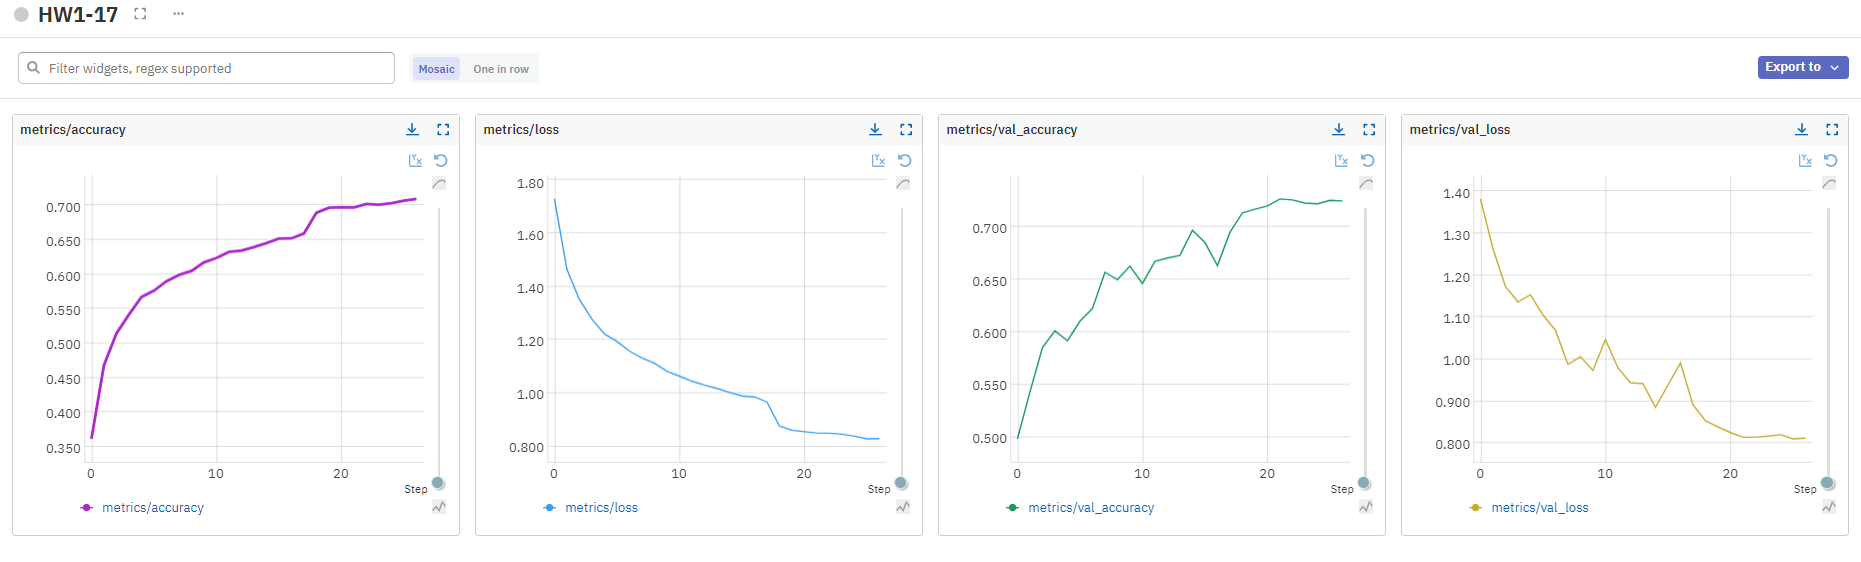 HW1-17
Filter widgets, regex supported
Mosaic One in row
Export to
metrics/accuracy
0.700
0.650
0.600
0.550
0.500
0.450
0.400
0.350
0 10 20
Step
metrics/accuracy
metrics/loss
1.80
1.60
1.40
1.20
1.00
0.800
0 10 20
Step
metrics/loss
metrics/val_accuracy
0.700
0.650
0.600
0.550
0.500
0 10 20
Step
metrics/val_accuracy
metrics/val_loss
1.40
1.30
1.20
1.10
1.00
0.900
0.800
0 10 20
Step
metrics/val_loss